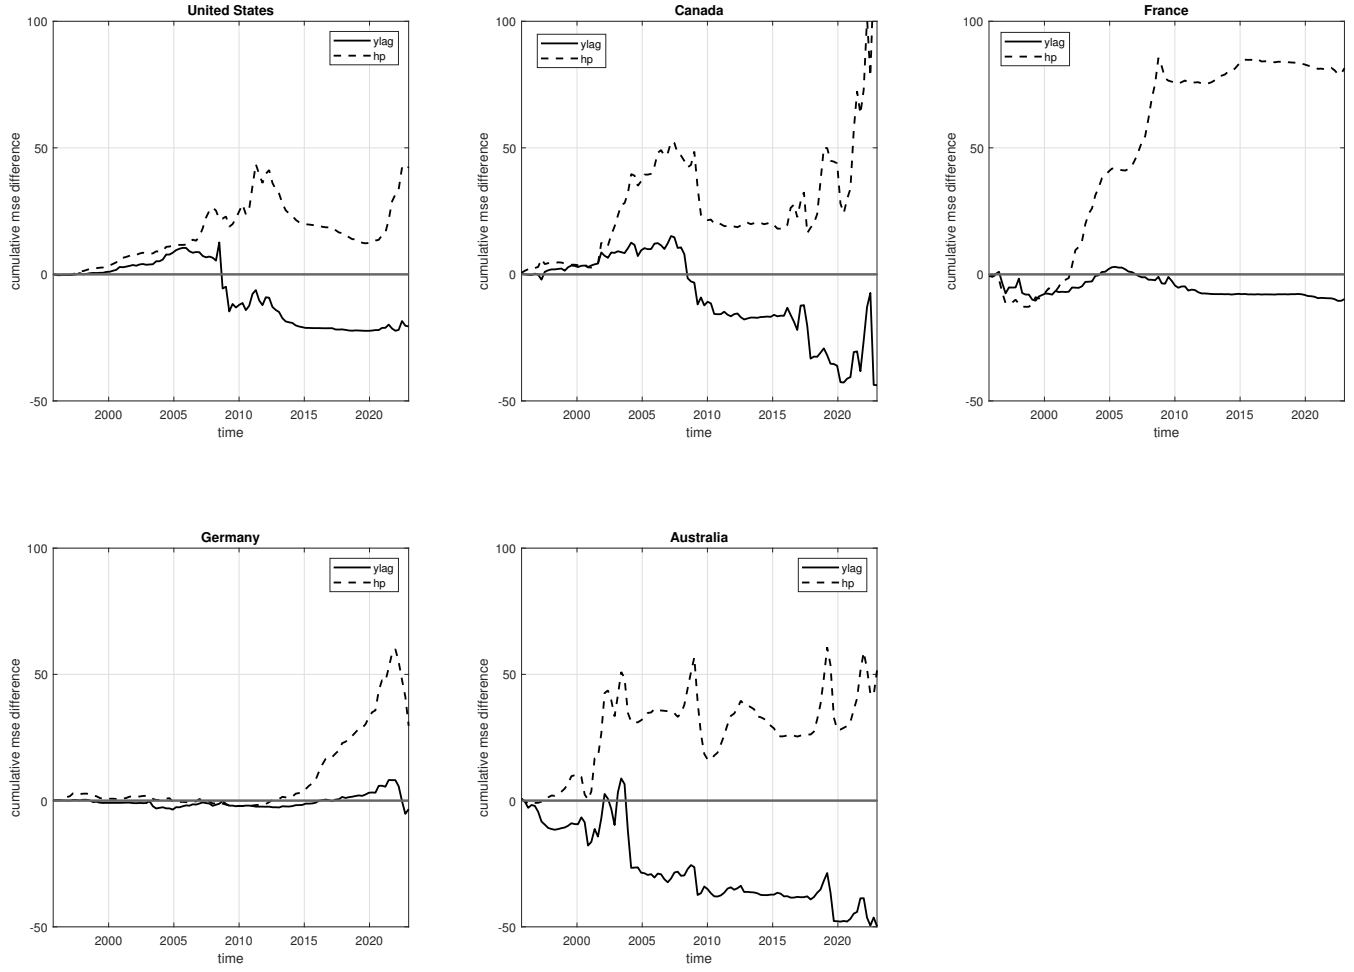 United States
100
50
0
-50
cumulative mse difference
ylag
hp
2000 2005 2010 2015 2020
time
Canada
100
50
0
-50
cumulative mse difference
ylag
hp
2000 2005 2010 2015 2020
time
France
100
50
0
-50
cumulative mse difference
ylag
hp
2000 2005 2010 2015 2020
time
Germany
100
50
0
-50
cumulative mse difference
ylag
hp
2000 2005 2010 2015 2020
time
Australia
100
50
0
-50
cumulative mse difference
ylag
hp
2000 2005 2010 2015 2020
time